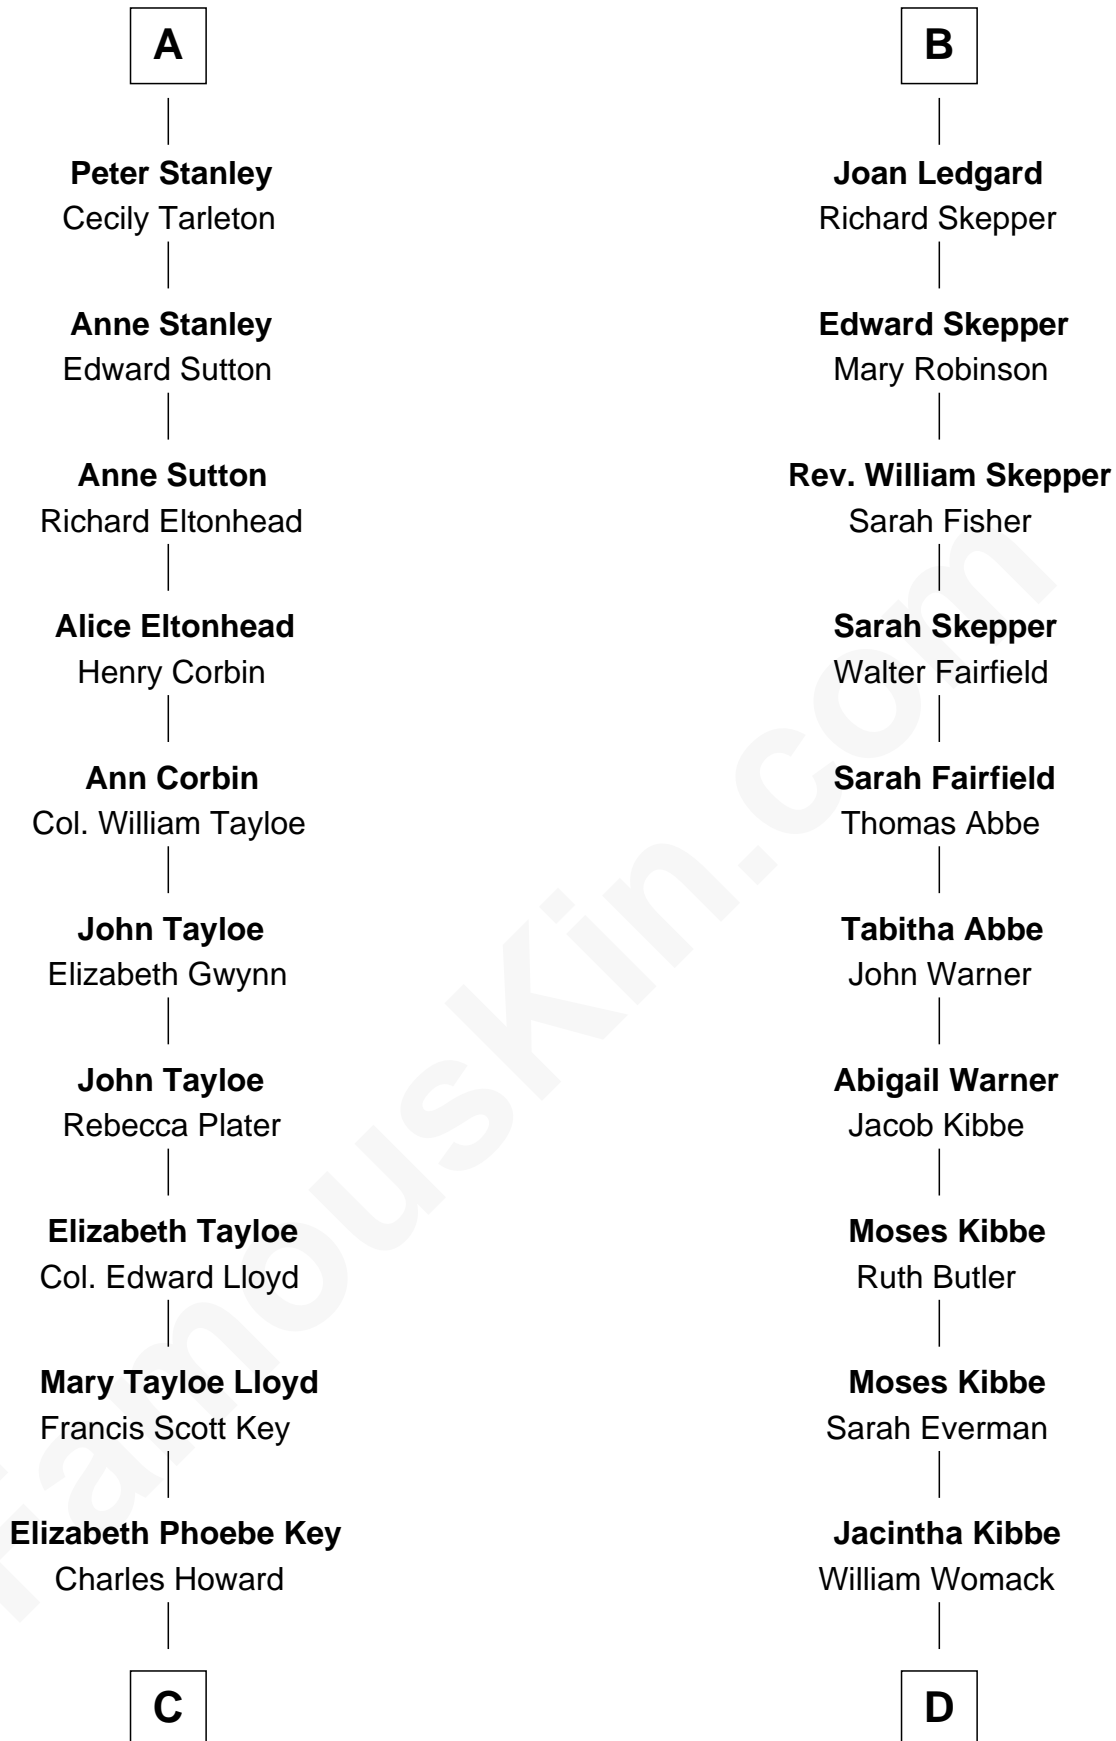 A
Peter Stanley
Cecily Tarleton
Anne Stanley
Edward Sutton
Anne Sutton
Richard Eltonhead
Alice Eltonhead
Henry Corbin
Ann Corbin
Col. William Tayloe
John Tayloe
Elizabeth Gwynn
John Tayloe
Rebecca Plater
Elizabeth Tayloe
Col. Edward Lloyd
Mary Tayloe Lloyd
Francis Scott Key
Elizabeth Phoebe Key
Charles Howard
C
B
Joan Ledgard
Richard Skepper
Edward Skepper
Mary Robinson
Rev. William Skepper
Sarah Fisher
Sarah Skepper
Walter Fairfield
Sarah Fairfield
Thomas Abbe
Tabitha Abbe
John Warner
Abigail Warner
Jacob Kibbe
Moses Kibbe
Ruth Butler
Moses Kibbe
Sarah Everman
Jacintha Kibbe
William Womack
D
FamousKin.com